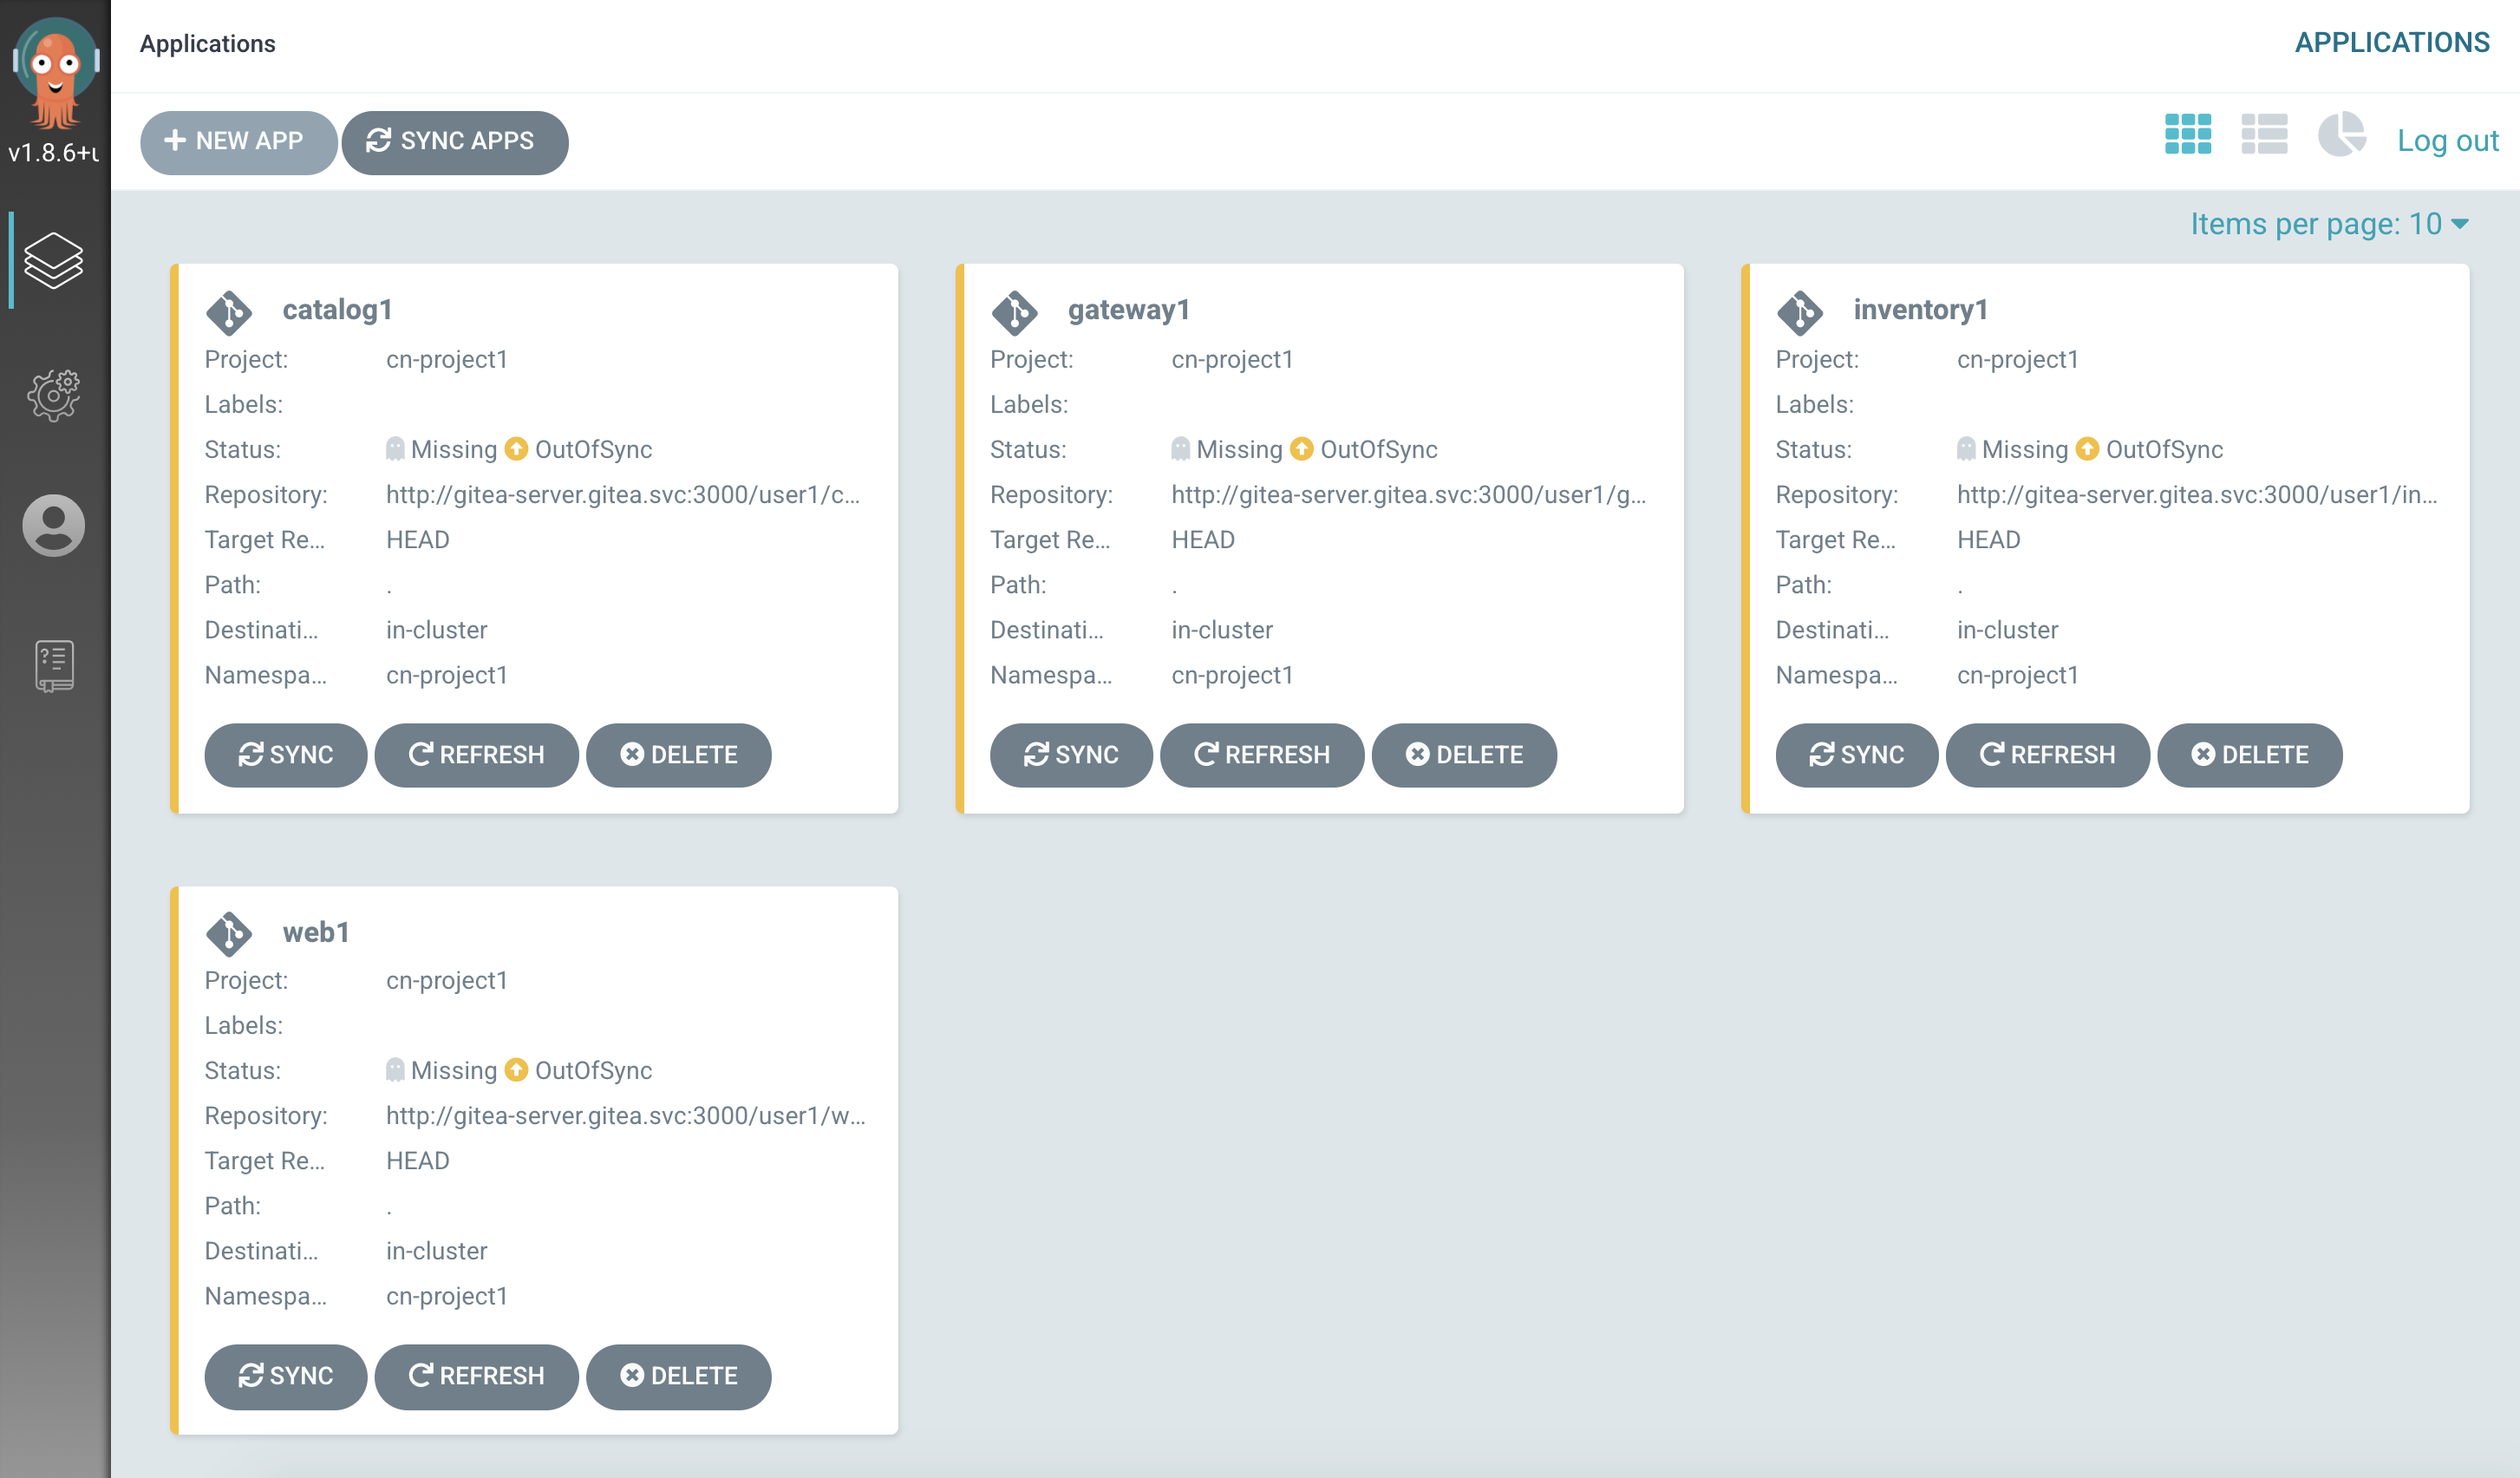 Applications
APPLICATIONS
v1.8.6+
NEW APP
SYNC APPS
Log out
Items per page: 10
catalog1
Project: cn-project1
Labels:
Status: Missing OutOfSync
Repository: http://gitea-server.gitea.svc:3000/user1/c...
Target Re... HEAD
Path: .
Destinati... in-cluster
Namespa... cn-project1
SYNC REFRESH DELETE
gateway1
Project: cn-project1
Labels:
Status: Missing OutOfSync
Repository: http://gitea-server.gitea.svc:3000/user1/g...
Target Re... HEAD
Path: .
Destinati... in-cluster
Namespa... cn-project1
SYNC REFRESH DELETE
inventory1
Project: cn-project1
Labels:
Status: Missing OutOfSync
Repository: http://gitea-server.gitea.svc:3000/user1/in...
Target Re... HEAD
Path: .
Destinati... in-cluster
Namespa... cn-project1
SYNC REFRESH DELETE
web1
Project: cn-project1
Labels:
Status: Missing OutOfSync
Repository: http://gitea-server.gitea.svc:3000/user1/w...
Target Re... HEAD
Path: .
Destinati... in-cluster
Namespa... cn-project1
SYNC REFRESH DELETE